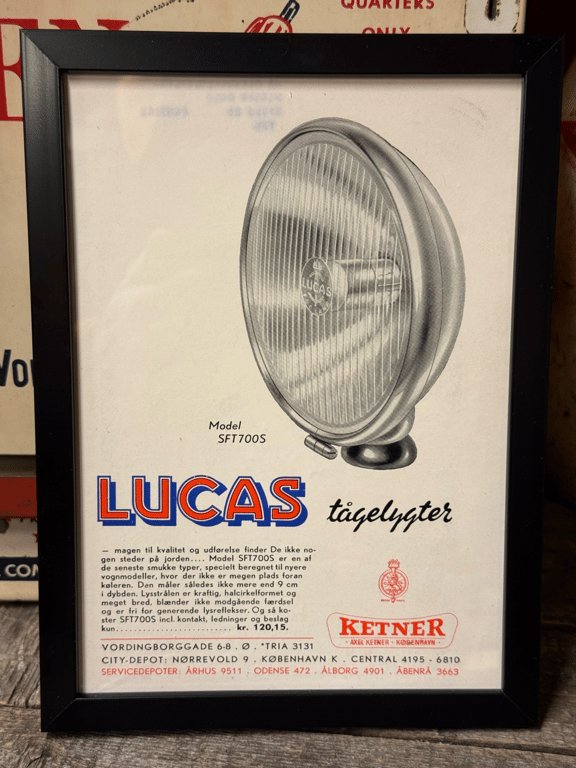 QUARTERS
ONLY
LUCAS
Model
SFT700S
LUCAS tågelygter
— magen til kvalitet og udførelse finder De ikke no-
gen steder på jorden.... Model SFT700S er en af
de seneste smukke typer, specielt beregnet til nyere
vognmodeller, hvor der ikke er megen plads foran
køleren. Den måler således ikke mere end 9 cm
i dybden. Lysstrålen er kraftig, halcirkelformet og
meget bred, blænder ikke modgående færdsel
og er fri for generende lysreflekser. Og så ko-
ster SFT700S incl. kontakt, ledninger og beslag
kun . . . . . . . . . . . . . . . . . . . . . . kr. 120,15.
KETNER
AXEL KETNER - KØBENHAVN
VORDINGBORGGADE 6-8 . Ø . *TRIA 3131
CITY-DEPOT: NØRREVOLD 9 . KØBENHAVN K . CENTRAL 4195 - 6810
SERVICEDEPOTER: ÅRHUS 9511 . ODENSE 472 . ÅLBORG 4901 . ÅBENRÅ 3663